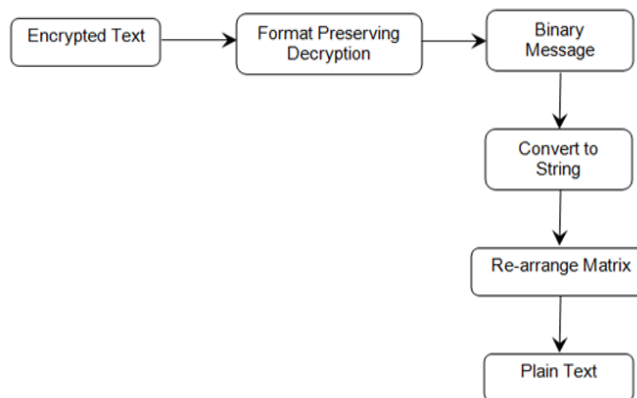 Encrypted Text
Format Preserving
Decryption
Binary
Message
Convert to
String
Re-arrange Matrix
Plain Text